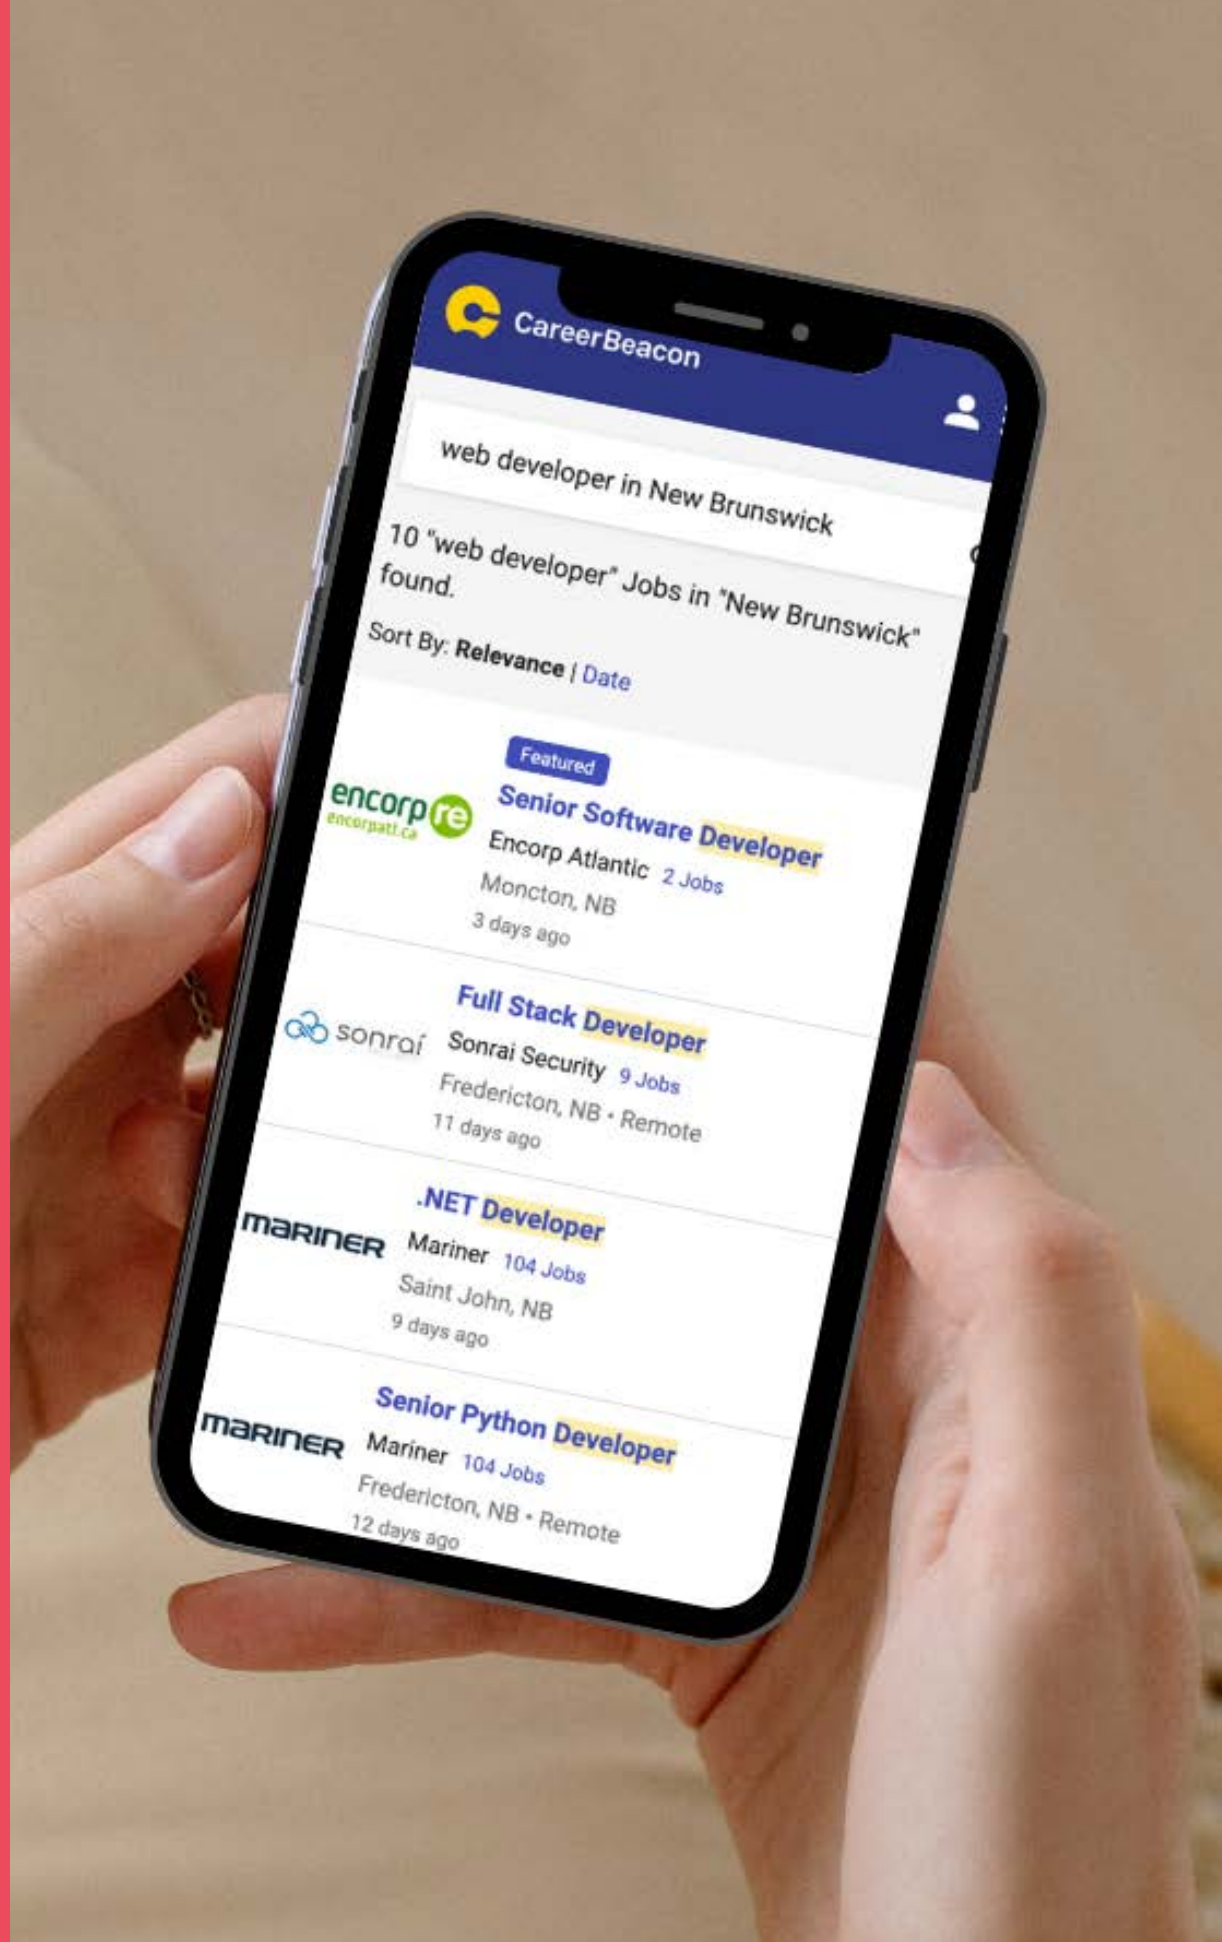 CareerBeacon
web developer in New Brunswick
10 "web developer" Jobs in "New Brunswick"
found.
Sort By: Relevance | Date
Featured
encorp re
encorpatl.ca
Senior Software Developer
Encorp Atlantic 2 Jobs
Moncton, NB
3 days ago
sonraí
Full Stack Developer
Sonrai Security 9 Jobs
Fredericton, NB • Remote
11 days ago
MARINER
.NET Developer
Mariner 104 Jobs
Saint John, NB
9 days ago
MARINER
Senior Python Developer
Mariner 104 Jobs
Fredericton, NB • Remote
12 days ago